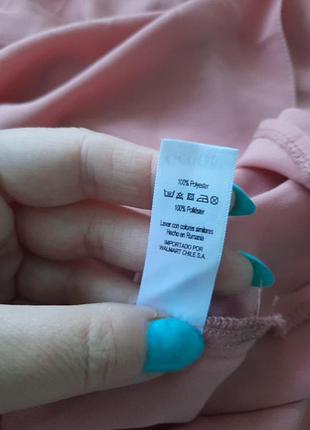 100% Polyester
100% Poliéster
Lavar con colores similares
Hecho en Rumania
IMPORTADO POR
WALMART CHILE S.A.